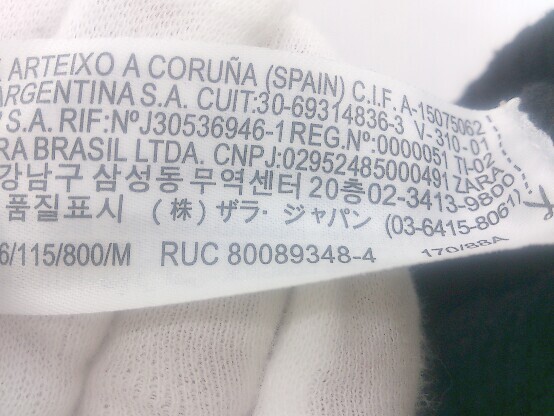 ARTEIXO A CORUÑA (SPAIN) C.I.F. A-15075062
ARGENTINA S.A. CUIT:30-69314836-3 V-310-01
S.A. RIF:NºJ30536946-1 REG.Nº:0000051 TI-02
RA BRASIL LTDA. CNPJ:02952485000491 ZARA
강남구 삼성동 무역센터 20층 02-3413-9800
품질표시 (株) ザラ・ジャパン (03-6415-8061)
6/115/800/M RUC 80089348-4 170/88A